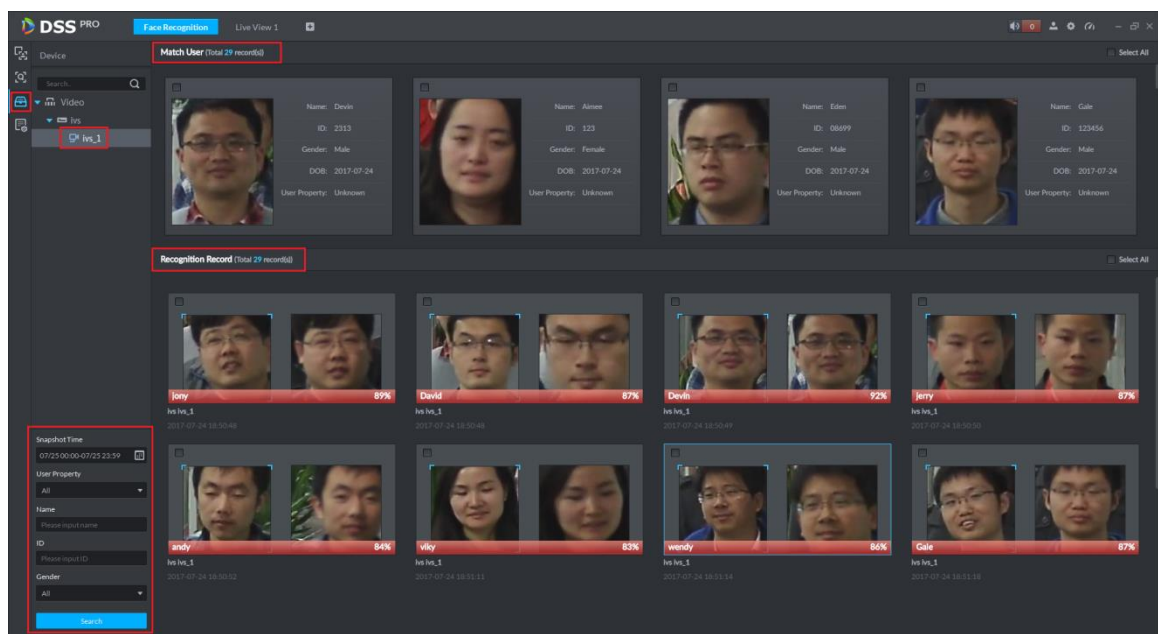 DSS PRO
Face Recognition
Live View 1
0
Device
Search..
Video
ivs
ivs_1
Match User (Total 29 record(s))
Select All
Name: Devin
ID: 2313
Gender: Male
DOB: 2017-07-24
User Property: Unknown
Name: Aimee
ID: 123
Gender: Female
DOB: 2017-07-24
User Property: Unknown
Name: Eden
ID: 08699
Gender: Male
DOB: 2017-07-24
User Property: Unknown
Name: Gale
ID: 123456
Gender: Male
DOB: 2017-07-24
User Property: Unknown
Recognition Record (Total 29 record(s))
Select All
jony 89%
ivs ivs_1
2017-07-24 18:50:48
David 87%
ivs ivs_1
2017-07-24 18:50:48
Devin 92%
ivs ivs_1
2017-07-24 18:50:49
jerry 87%
ivs ivs_1
2017-07-24 18:50:50
andy 84%
ivs ivs_1
2017-07-24 18:50:52
viky 83%
ivs ivs_1
2017-07-24 18:51:11
wendy 86%
ivs ivs_1
2017-07-24 18:51:14
Gale 87%
ivs ivs_1
2017-07-24 18:51:18
Snapshot Time
07/25 00:00-07/25 23:59
User Property
All
Name
Please input name
ID
Please input ID
Gender
All
Search